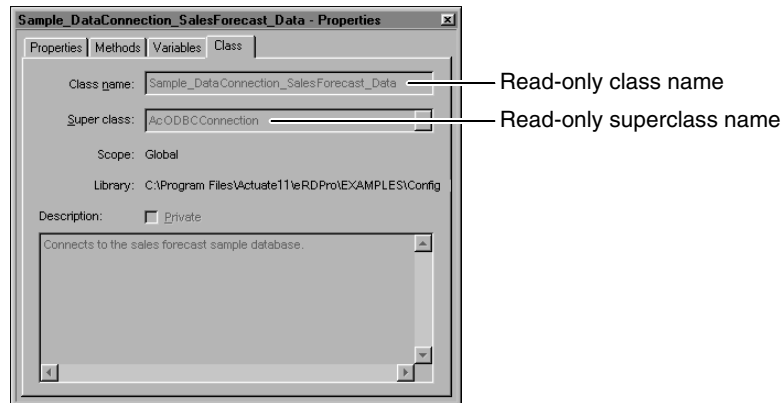 Sample_DataConnection_SalesForecast_Data - Properties
Properties Methods Variables Class
Class name: Sample_DataConnection_SalesForecast_Data
Read-only class name
Super class: AcODBCConnection
Read-only superclass name
Scope: Global
Library: C:\Program Files\Actuate11\eRDPro\EXAMPLES\Config
Description: Private
Connects to the sales forecast sample database.